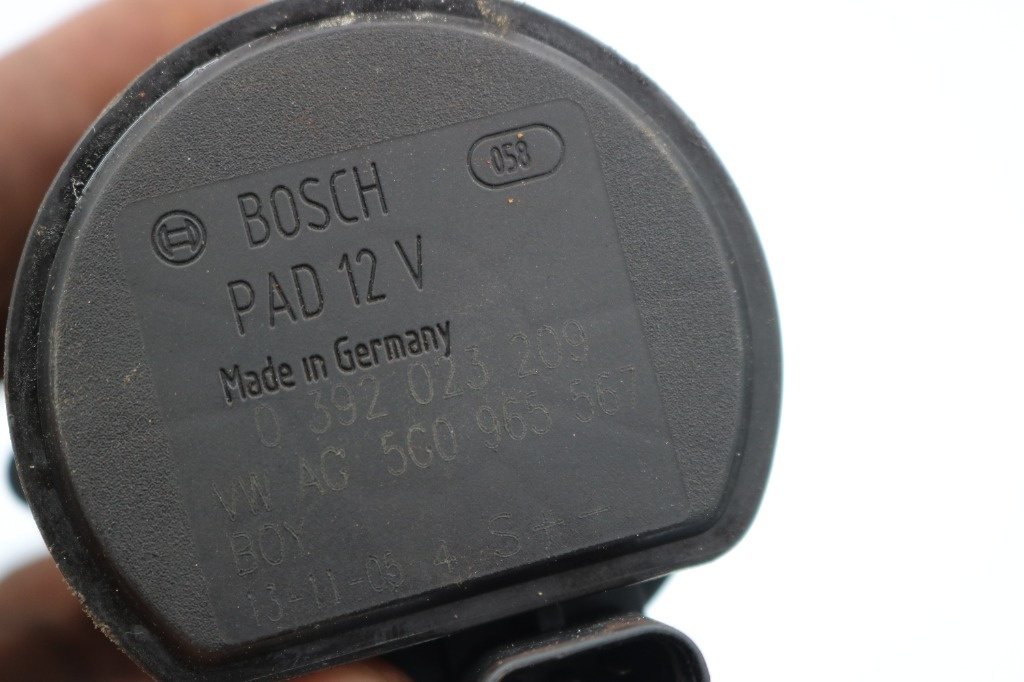 BOSCH
058
PAD 12 V
Made in Germany
0 392 023 209
VW AG 5G0 965 567
BOX
13-11-05 4 S + -